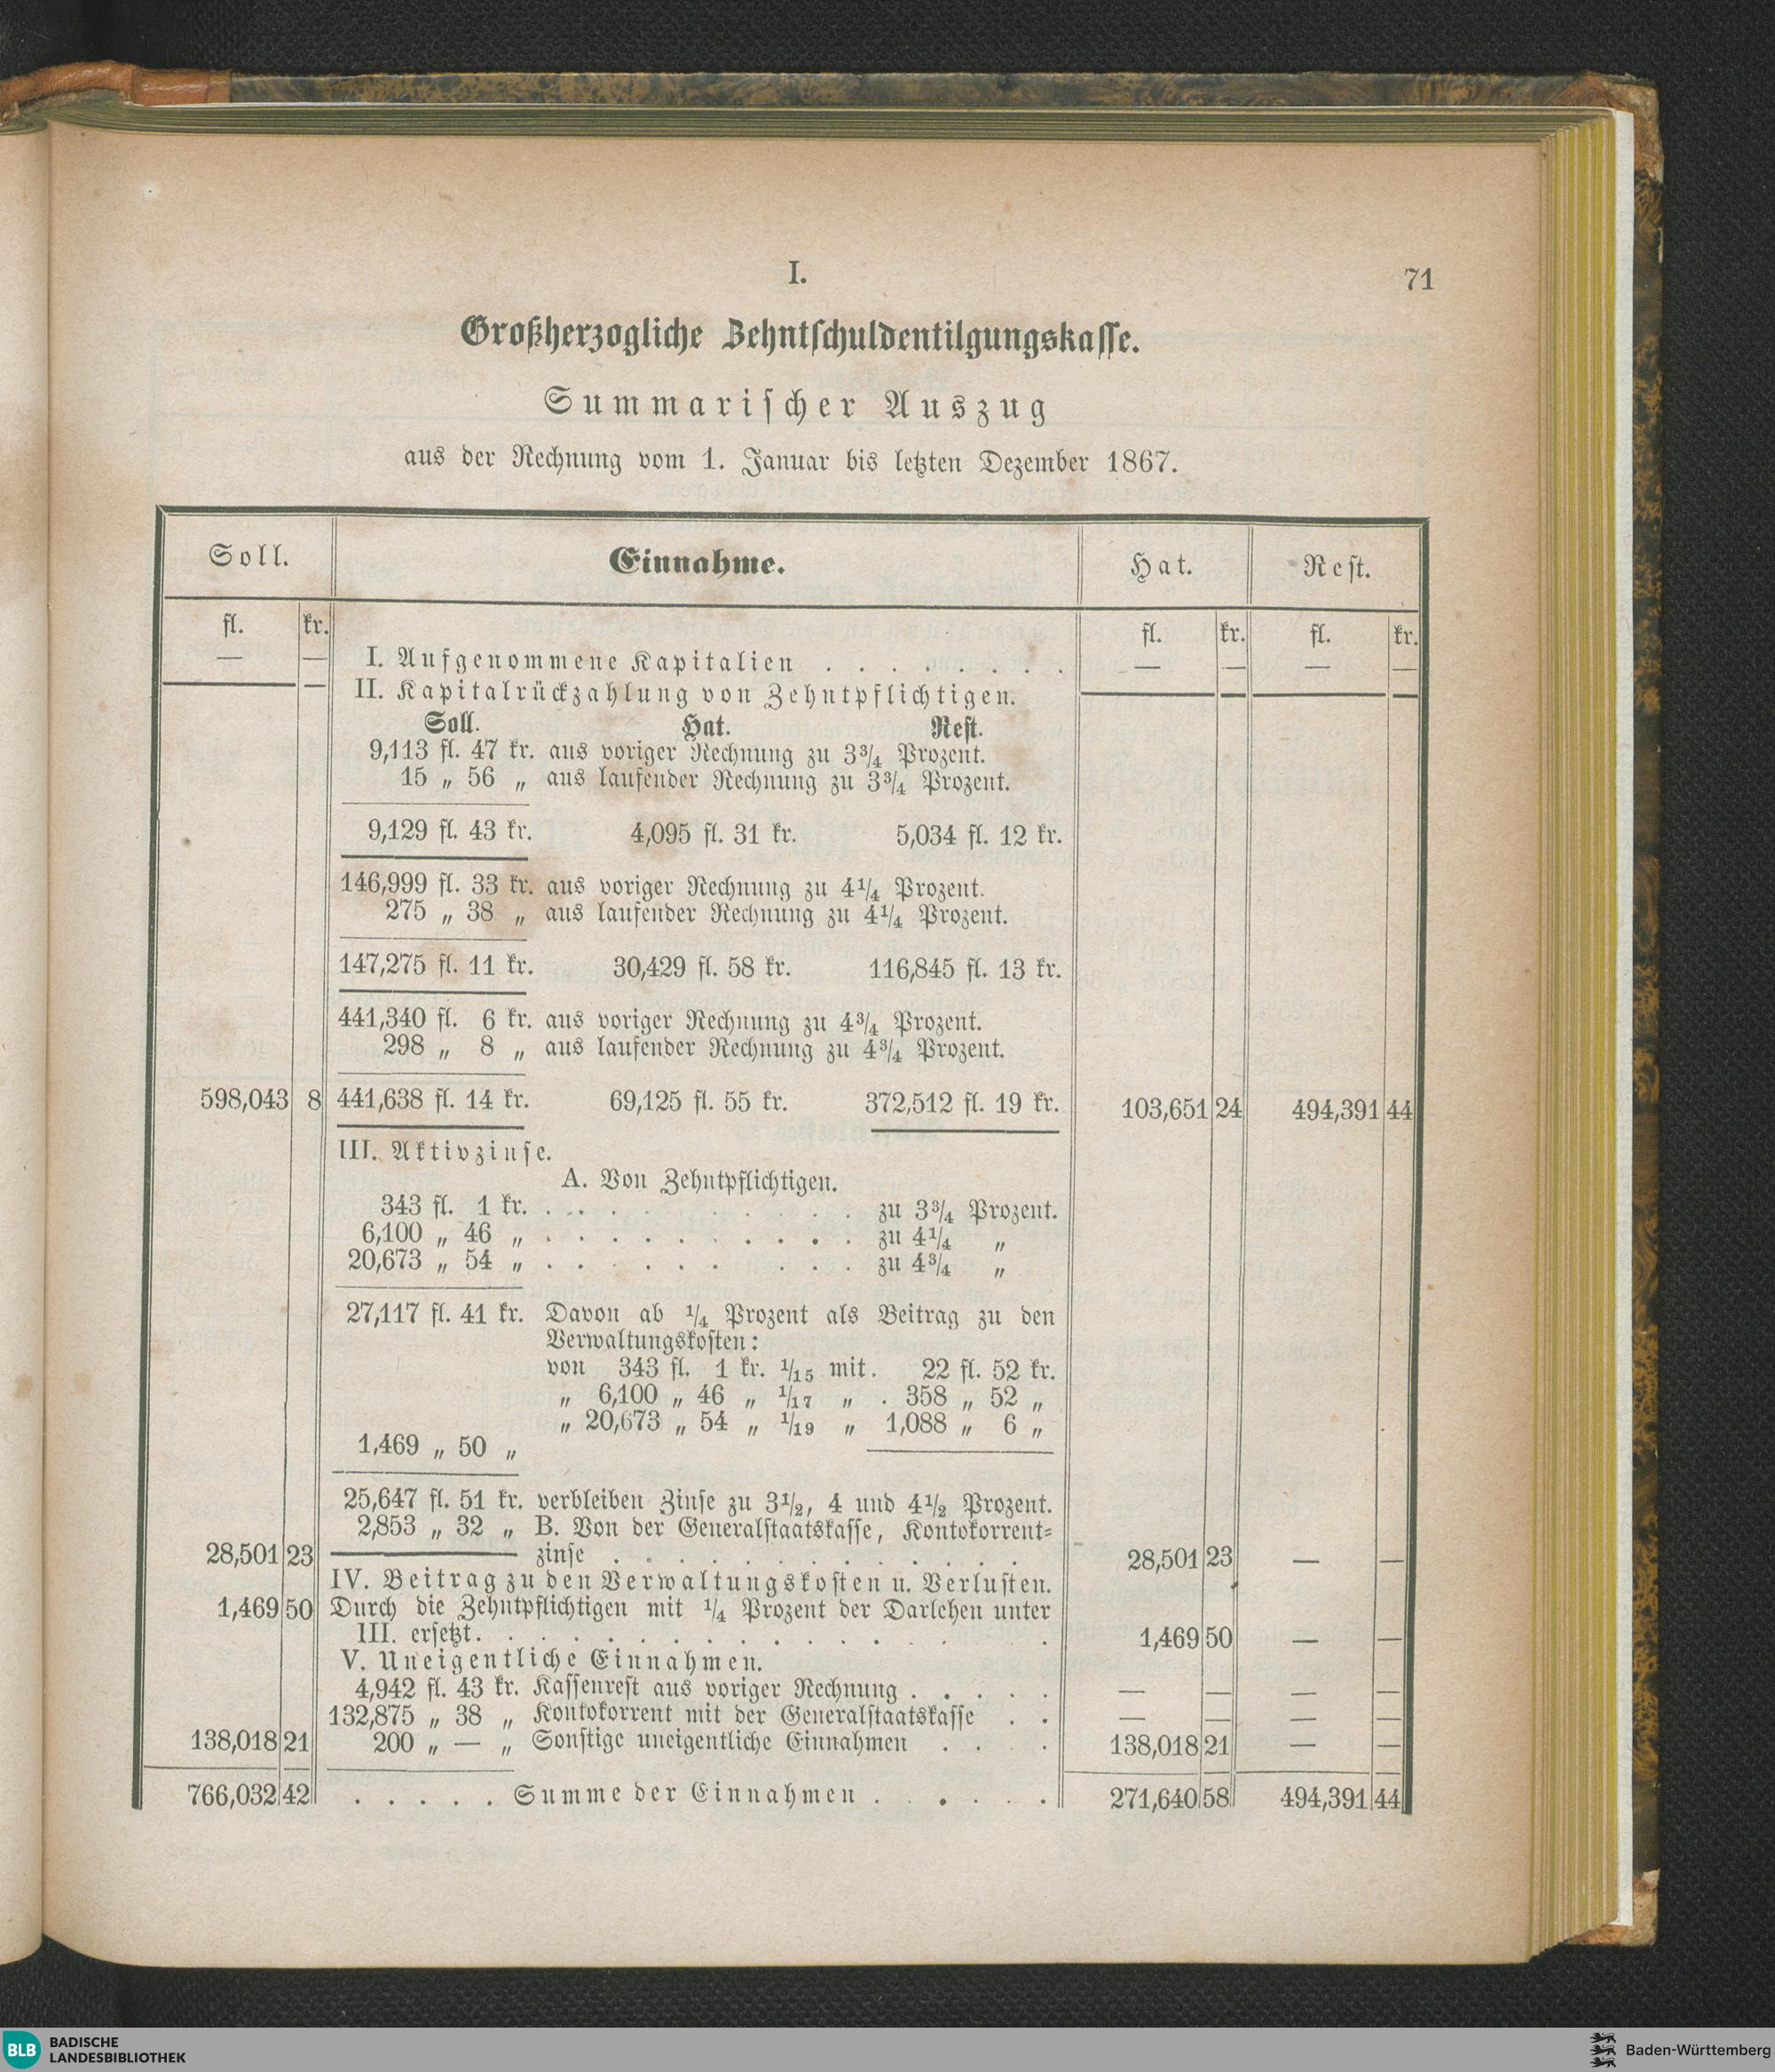 I.
71
Großherzogliche Zehntschuldentilgungskasse.
Summarischer Auszug
aus der Rechnung vom 1. Januar bis letzten Dezember 1867.
Soll. Einnahme. Hat. Rest.
fl. kr. fl. kr. fl. kr.
— — I. Aufgenommene Kapitalien . . . . . . . . — — — —
II. Kapitalrückzahlung von Zehntpflichtigen.
Soll. Hat. Rest.
9,113 fl. 47 kr. aus voriger Rechnung zu 3¾ Prozent.
15 „ 56 „ aus laufender Rechnung zu 3¾ Prozent.
9,129 fl. 43 kr. 4,095 fl. 31 kr. 5,034 fl. 12 kr.
146,999 fl. 33 kr. aus voriger Rechnung zu 4¼ Prozent.
275 „ 38 „ aus laufender Rechnung zu 4¼ Prozent.
147,275 fl. 11 kr. 30,429 fl. 58 kr. 116,845 fl. 13 kr.
441,340 fl. 6 kr. aus voriger Rechnung zu 4¾ Prozent.
298 „ 8 „ aus laufender Rechnung zu 4¾ Prozent.
598,043 8 441,638 fl. 14 kr. 69,125 fl. 55 kr. 372,512 fl. 19 kr. 103,651 24 494,391 44
III. Aktivzinse.
A. Von Zehntpflichtigen.
343 fl. 1 kr. . . . . . . . . . . zu 3¾ Prozent.
6,100 „ 46 „ . . . . . . . . . . zu 4¼ „
20,673 „ 54 „ . . . . . . . . . zu 4¾ „
27,117 fl. 41 kr. Davon ab ¼ Prozent als Beitrag zu den
Verwaltungskosten:
von 343 fl. 1 kr. 1/15 mit . 22 fl. 52 kr.
„ 6,100 „ 46 „ 1/17 „ . 358 „ 52 „
„ 20,673 „ 54 „ 1/19 „ 1,088 „ 6 „
1,469 „ 50 „
25,647 fl. 51 kr. verbleiben Zinse zu 3½, 4 und 4½ Prozent.
2,853 „ 32 „ B. Von der Generalstaatskasse, Kontokorrent-
28,501 23 zinse . . . . . . . . . . . . . 28,501 23 — —
IV. Beitrag zu den Verwaltungskosten u. Verlusten.
1,469 50 Durch die Zehntpflichtigen mit ¼ Prozent der Darlehen unter
III. ersetzt . . . . . . . . . . . . . . . . . 1,469 50 — —
V. Uneigentliche Einnahmen.
4,942 fl. 43 kr. Kassenrest aus voriger Rechnung . . . . . — — — —
132,875 „ 38 „ Kontokorrent mit der Generalstaatskasse . . — — — —
138,018 21 200 „ — „ Sonstige uneigentliche Einnahmen . . . . 138,018 21 — —
766,032 42 . . . . . Summe der Einnahmen . . . . . . 271,640 58 494,391 44
BLB BADISCHE
LANDESBIBLIOTHEK
Baden-Württemberg